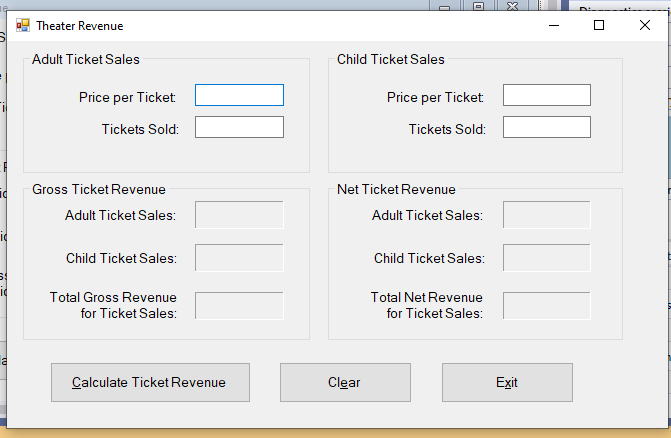 Theater Revenue
Adult Ticket Sales
Price per Ticket:
Tickets Sold:
Child Ticket Sales
Price per Ticket:
Tickets Sold:
Gross Ticket Revenue
Adult Ticket Sales:
Child Ticket Sales:
Total Gross Revenue
for Ticket Sales:
Net Ticket Revenue
Adult Ticket Sales:
Child Ticket Sales:
Total Net Revenue
for Ticket Sales:
Calculate Ticket Revenue
Clear
Exit